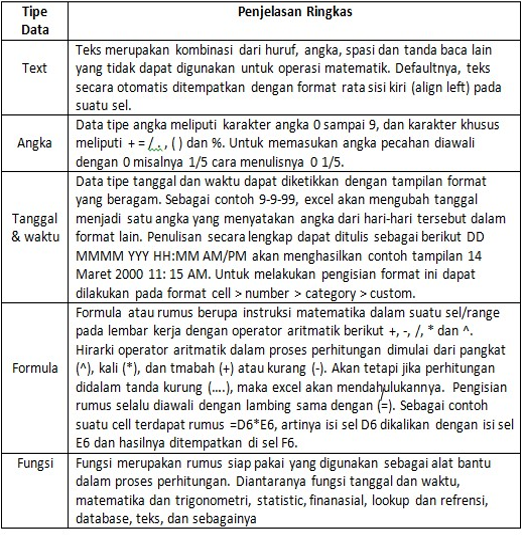 Tipe Data
Penjelasan Ringkas
Text
Teks merupakan kombinasi dari huruf, angka, spasi dan tanda baca lain
yang tidak dapat digunakan untuk operasi matematik. Defaultnya, teks
secara otomatis ditempatkan dengan format rata sisi kiri (align left) pada
suatu sel.
Angka
Data tipe angka meliputi karakter angka 0 sampai 9, dan karakter khusus
meliputi + = / . , ( ) dan %. Untuk memasukan angka pecahan diawali
dengan 0 misalnya 1/5 cara menulisnya 0 1/5.
Tanggal & waktu
Data tipe tanggal dan waktu dapat diketikkan dengan tampilan format
yang beragam. Sebagai contoh 9-9-99, excel akan mengubah tanggal
menjadi satu angka yang menyatakan angka dari hari-hari tersebut dalam
format lain. Penulisan secara lengkap dapat ditulis sebagai berikut DD
MMMM YYY HH:MM AM/PM akan menghasilkan contoh tampilan 14
Maret 2000 11: 15 AM. Untuk melakukan pengisian format ini dapat
dilakukan pada format cell > number > category > custom.
Formula
Formula atau rumus berupa instruksi matematika dalam suatu sel/range
pada lembar kerja dengan operator aritmatik berikut +, -, /, * dan ^.
Hirarki operator aritmatik dalam proses perhitungan dimulai dari pangkat
(^), kali (*), dan tmabah (+) atau kurang (-). Akan tetapi jika perhitungan
didalam tanda kurung (....), maka excel akan mendahulukannya. Pengisian
rumus selalu diawali dengan lambing sama dengan (=). Sebagai contoh
suatu cell terdapat rumus =D6*E6, artinya isi sel D6 dikalikan dengan isi sel
E6 dan hasilnya ditempatkan di sel F6.
Fungsi
Fungsi merupakan rumus siap pakai yang digunakan sebagai alat bantu
dalam proses perhitungan. Diantaranya fungsi tanggal dan waktu,
matematika dan trigonometri, statistic, finanasial, lookup dan refrensi,
database, teks, dan sebagainya